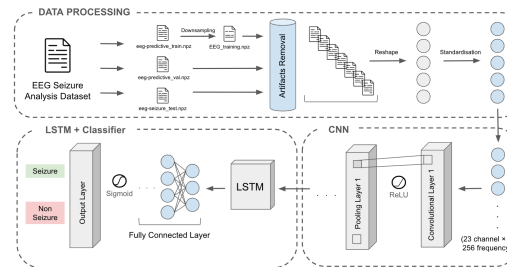 DATA PROCESSING
EEG Seizure
Analysis Dataset
eeg-predictive_train.npz
Downsampling
EEG_training.npz
eeg-predictive_val.npz
eeg-seizure_test.npz
Artifacts Removal
Reshape
Standardisation
LSTM + Classifier
Seizure
Non
Seizure
Output Layer
Sigmoid
. . .
Fully Connected Layer
LSTM
CNN
. . .
Pooling Layer 1
ReLU
Convolutional Layer 1
(23 channel ×
256 frequency)